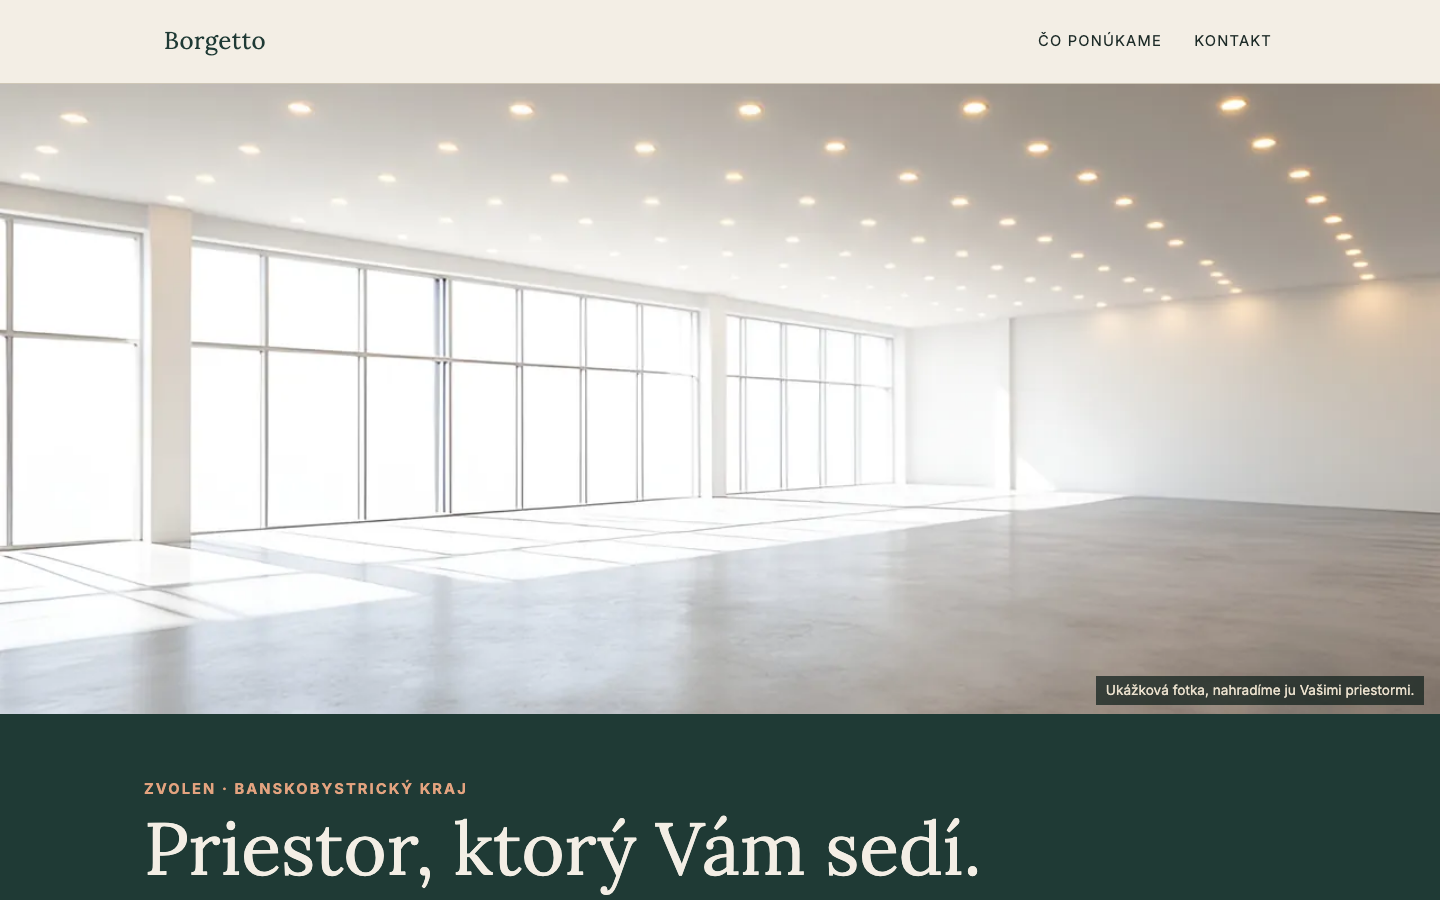 Borgetto
ČO PONÚKAME
KONTAKT
Ukážková fotka, nahradíme ju Vašimi priestormi.
ZVOLEN · BANSKOBYSTRICKÝ KRAJ
Priestor, ktorý Vám sedí.